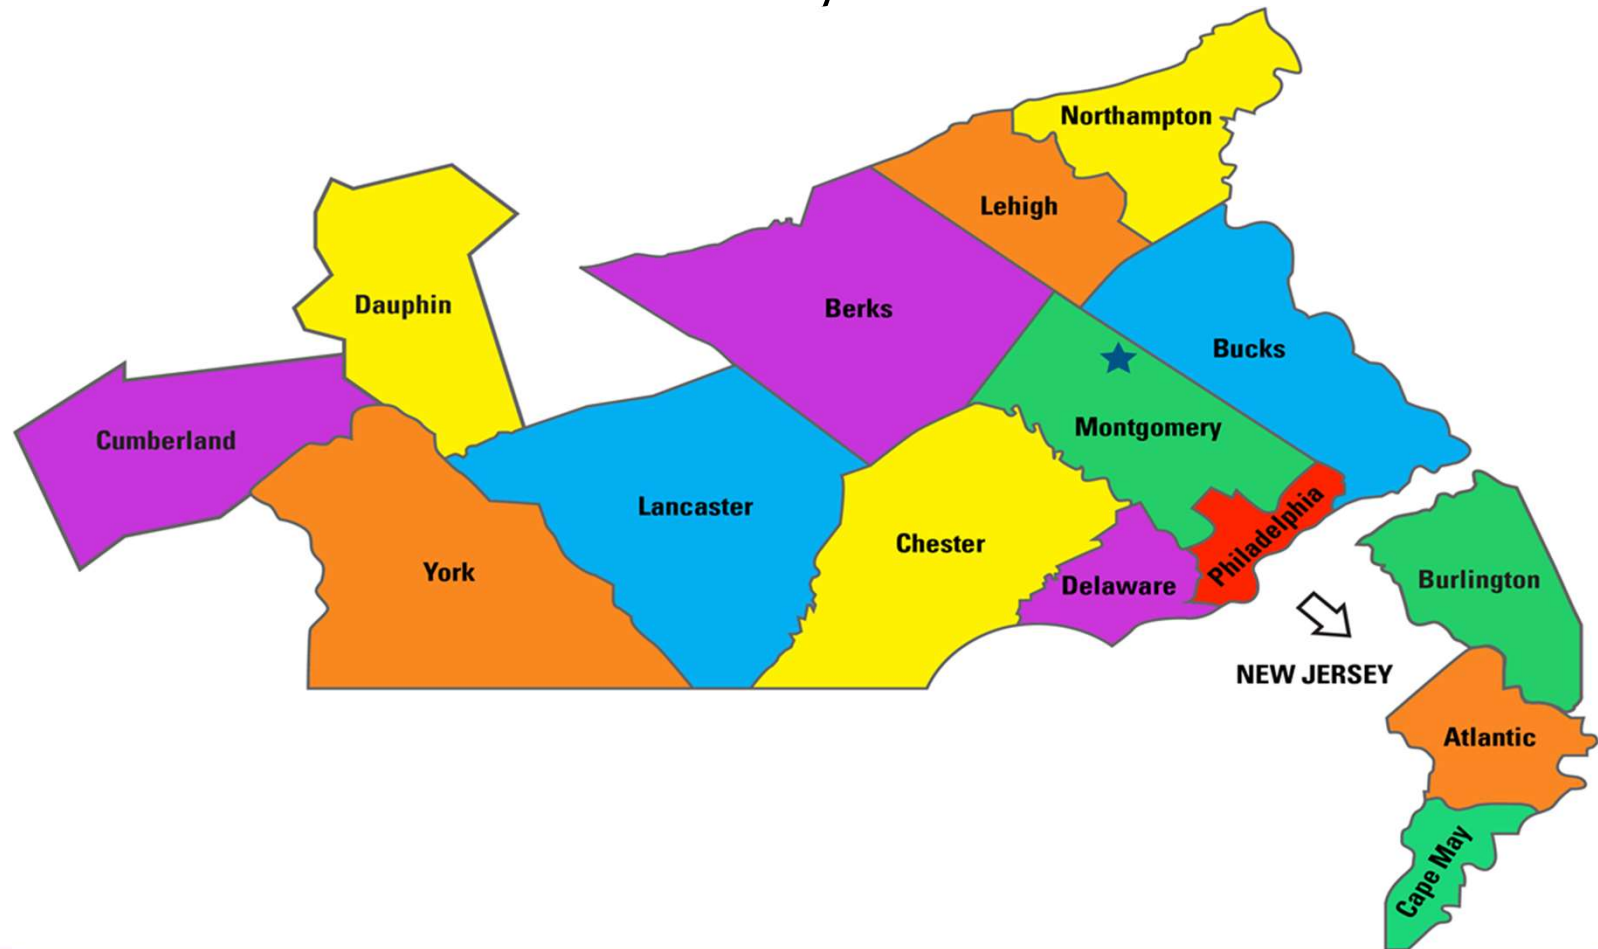 Northampton
Lehigh
Dauphin
Berks
Bucks
Cumberland
Montgomery
Lancaster
Chester
York
Delaware
Philadelphia
Burlington
NEW JERSEY
Atlantic
Cape May